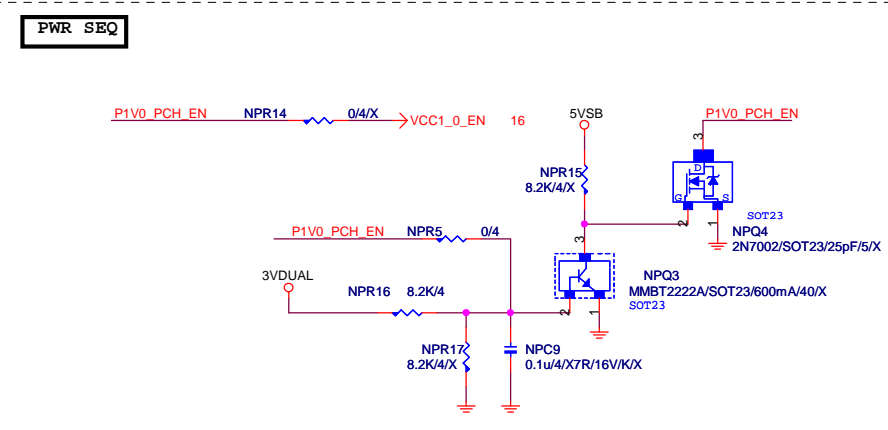 PWR SEQ
P1V0_PCH_EN NPR14 0/4/X VCC1_0_EN 16
5VSB
P1V0_PCH_EN
3
D
G
S
2
1
SOT23
NPQ4
2N7002/SOT23/25pF/5/X
NPR15
8.2K/4/X
P1V0_PCH_EN NPR5 0/4
3
NPQ3
MMBT2222A/SOT23/600mA/40/X
SOT23
2
1
3VDUAL
NPR16 8.2K/4
NPR17
8.2K/4/X
NPC9
0.1u/4/X7R/16V/K/X